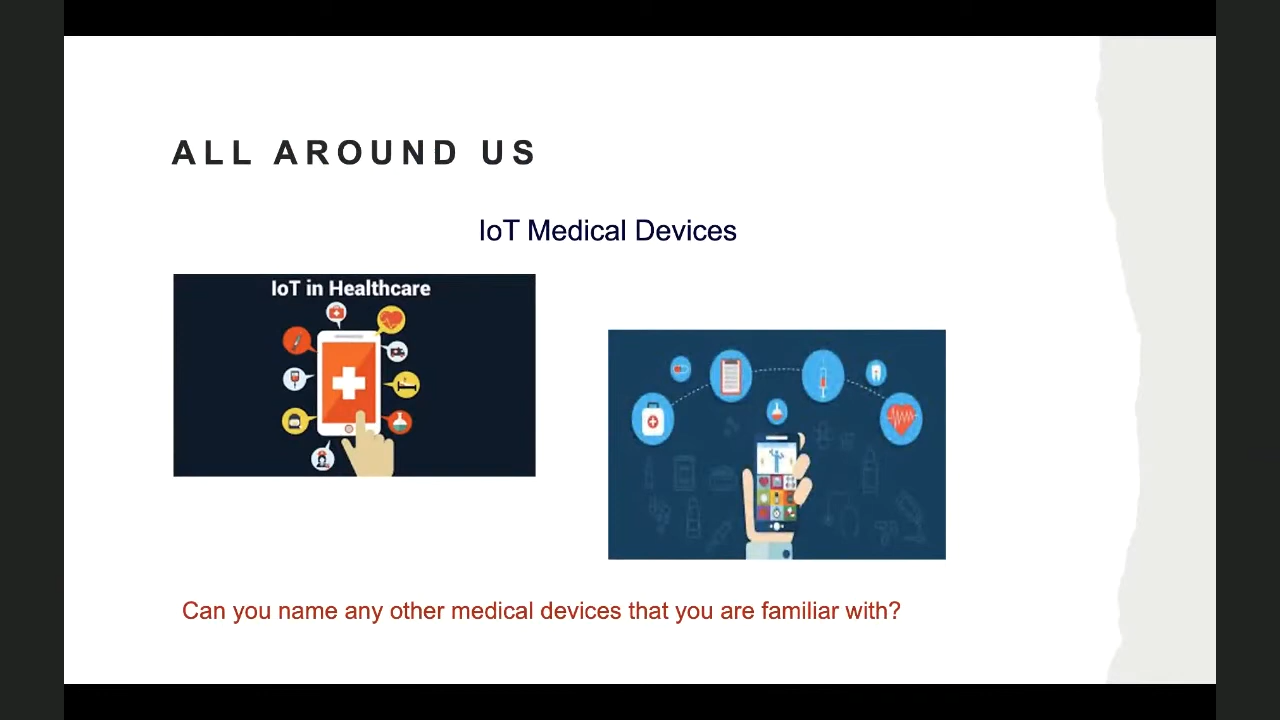 ALL AROUND US
IoT Medical Devices
IoT in Healthcare
Can you name any other medical devices that you are familiar with?